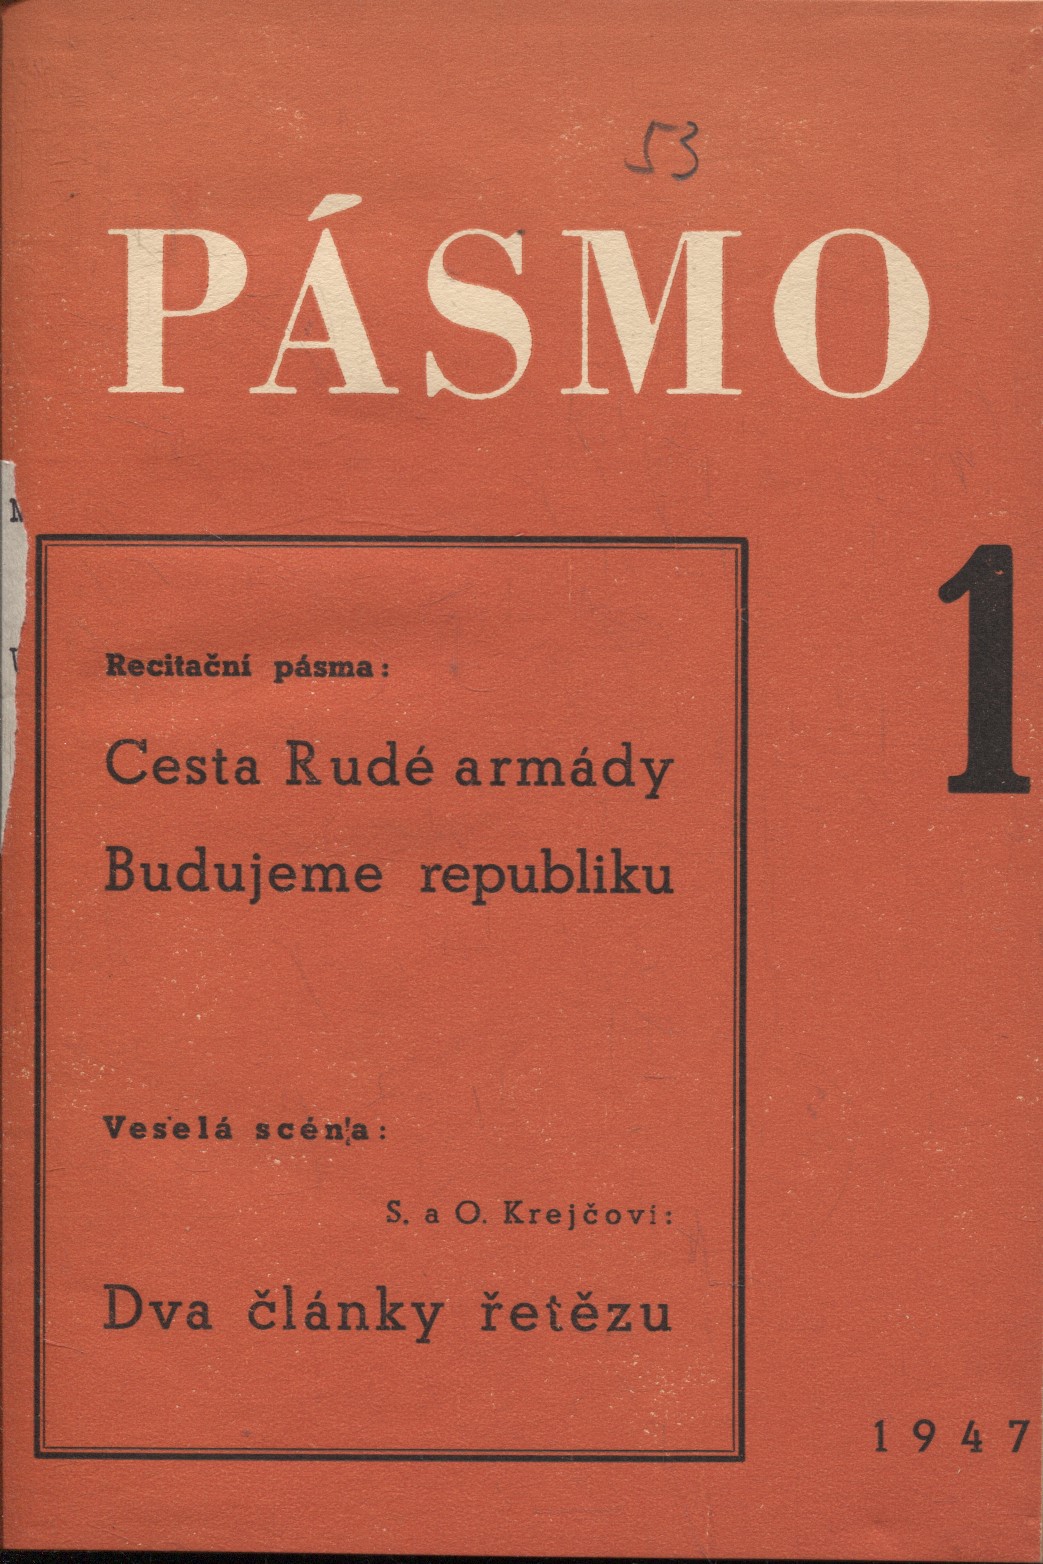 53
PÁSMO
1
Recitační pásma:
Cesta Rudé armády
Budujeme republiku
Veselá scéna:
S. a O. Krejčovi:
Dva články řetězu
1947